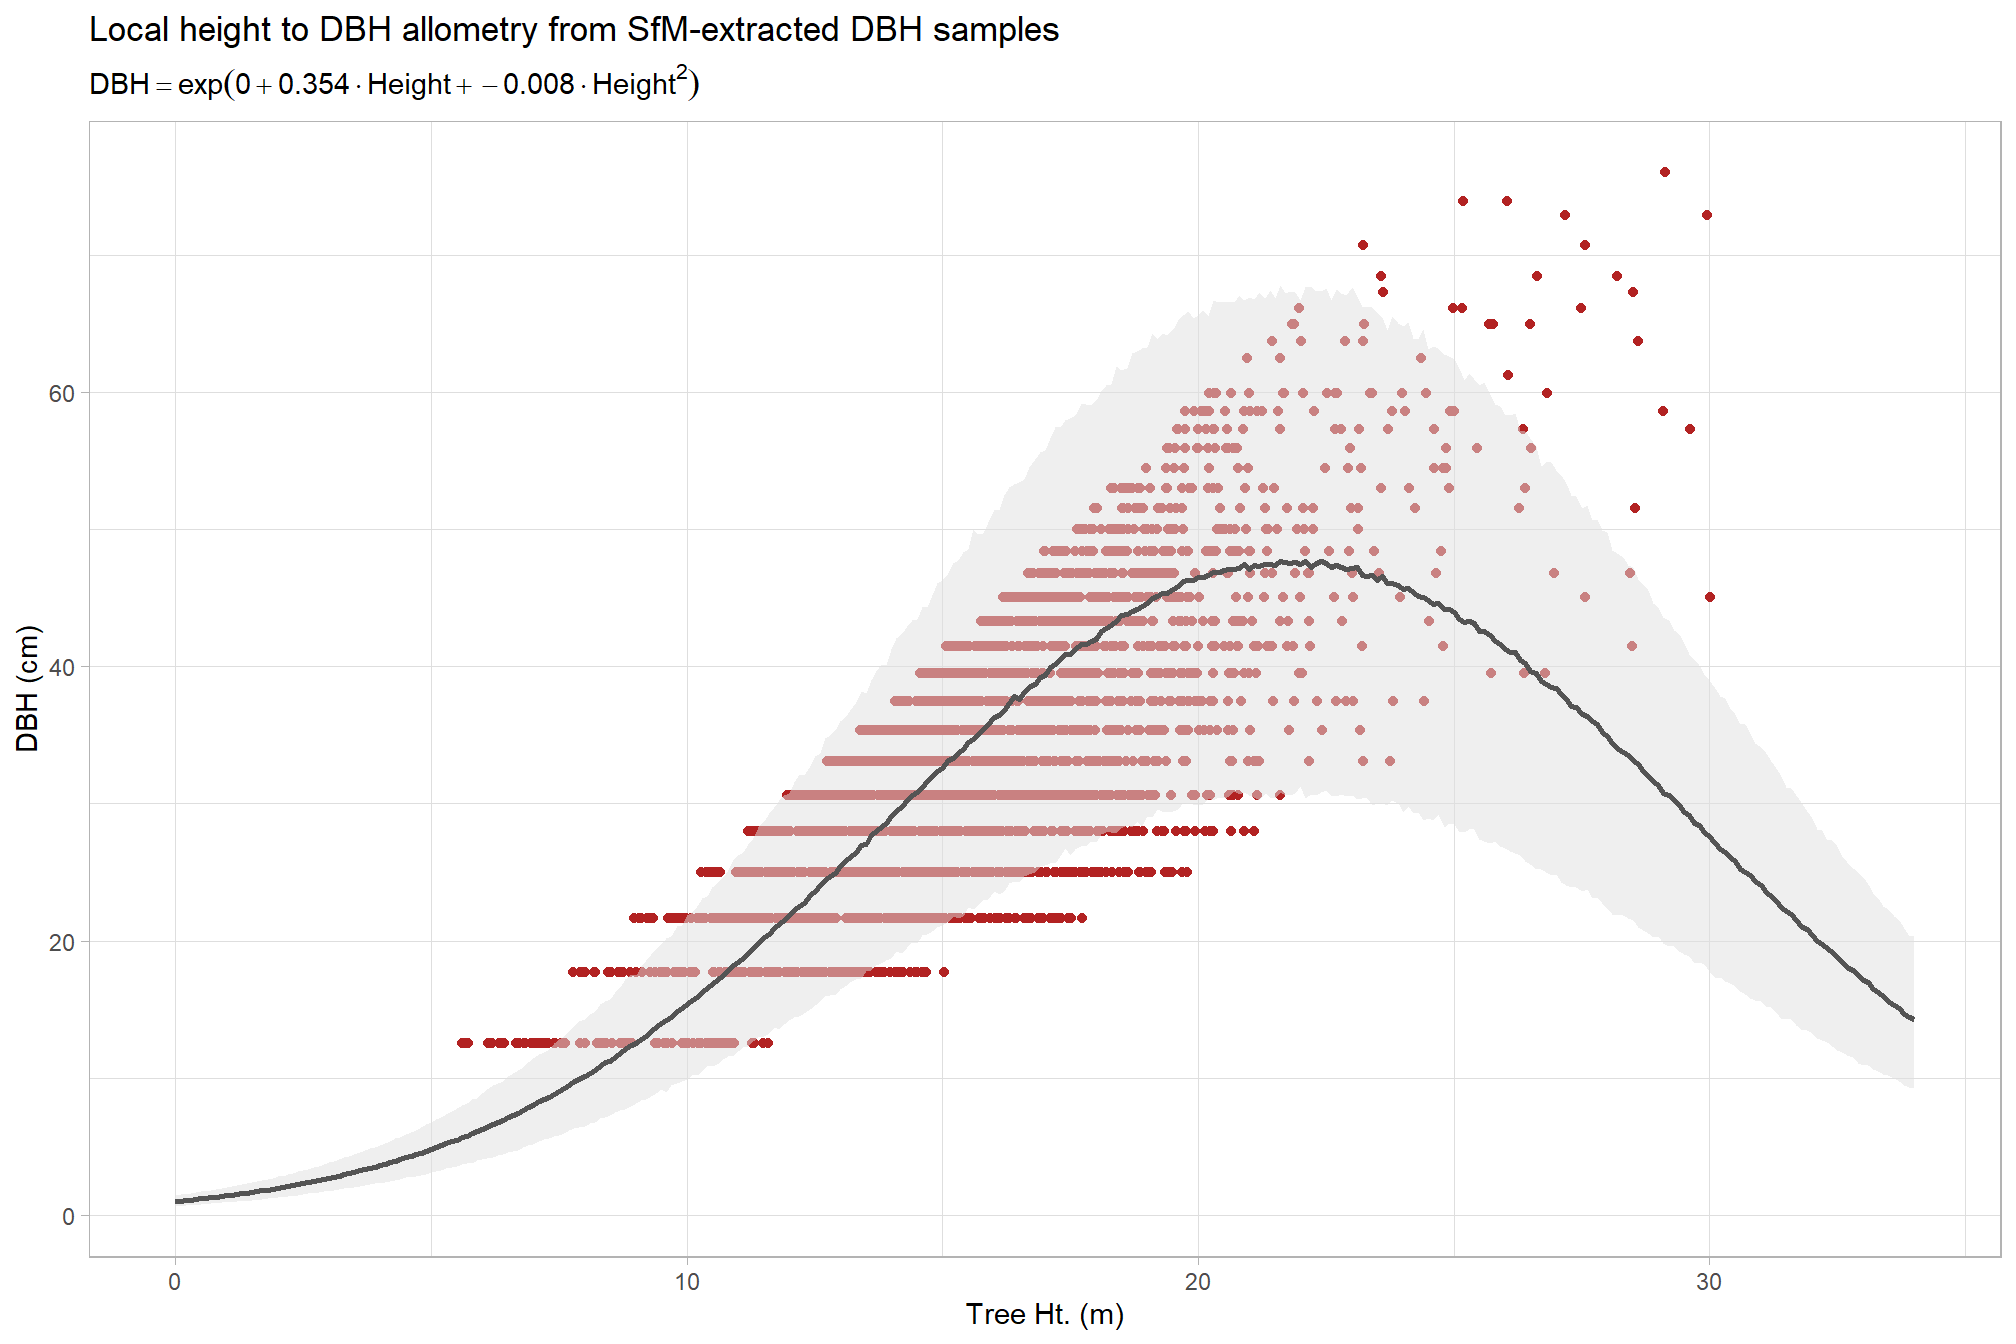 Local height to DBH allometry from SfM-extracted DBH samples
DBH = exp(0 + 0.354 · Height + − 0.008 · Height²)
60
40
20
0
DBH (cm)
0 10 20 30
Tree Ht. (m)